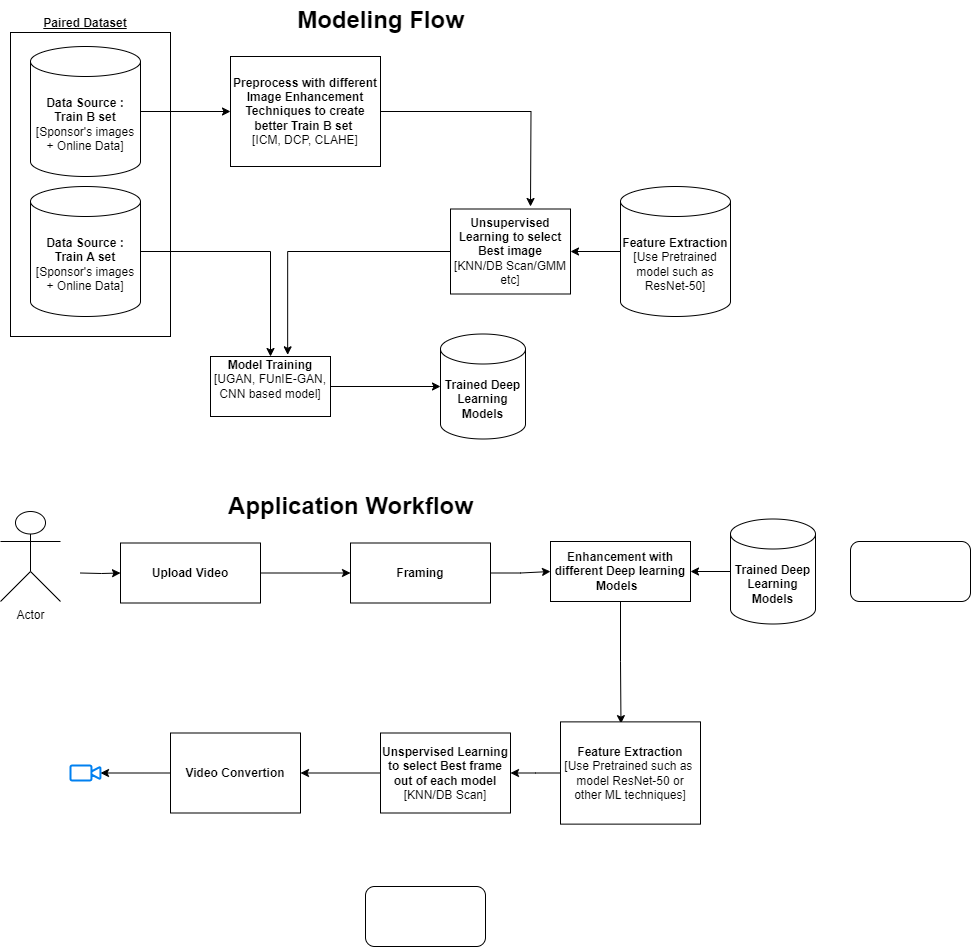 Modeling Flow
Paired Dataset
Data Source :
Train B set
[Sponsor's images
+ Online Data]
Preprocess with different
Image Enhancement
Techniques to create
better Train B set
[ICM, DCP, CLAHE]
Data Source :
Train A set
[Sponsor's images
+ Online Data]
Unsupervised
Learning to select
Best image
[KNN/DB Scan/GMM
etc]
Feature Extraction
[Use Pretrained
model such as
ResNet-50]
Model Training
[UGAN, FUnIE-GAN,
CNN based model]
Trained Deep
Learning
Models
Application Workflow
Actor
Upload Video
Framing
Enhancement with
different Deep learning
Models
Trained Deep
Learning
Models
Video Convertion
Unspervised Learning
to select Best frame
out of each model
[KNN/DB Scan]
Feature Extraction
[Use Pretrained such as
model ResNet-50 or
other ML techniques]